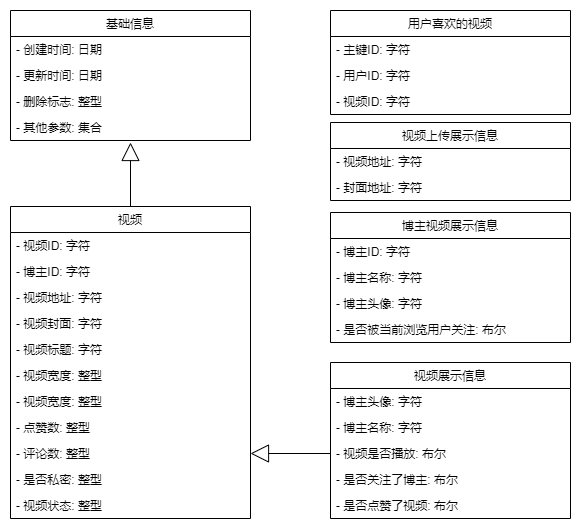 基础信息
- 创建时间: 日期
- 更新时间: 日期
- 删除标志: 整型
- 其他参数: 集合
视频
- 视频ID: 字符
- 博主ID: 字符
- 视频地址: 字符
- 视频封面: 字符
- 视频标题: 字符
- 视频宽度: 整型
- 视频宽度: 整型
- 点赞数: 整型
- 评论数: 整型
- 是否私密: 整型
- 视频状态: 整型
用户喜欢的视频
- 主键ID: 字符
- 用户ID: 字符
- 视频ID: 字符
视频上传展示信息
- 视频地址: 字符
- 封面地址: 字符
博主视频展示信息
- 博主ID: 字符
- 博主名称: 字符
- 博主头像: 字符
- 是否被当前浏览用户关注: 布尔
视频展示信息
- 博主头像: 字符
- 博主名称: 字符
- 视频是否播放: 布尔
- 是否关注了博主: 布尔
- 是否点赞了视频: 布尔